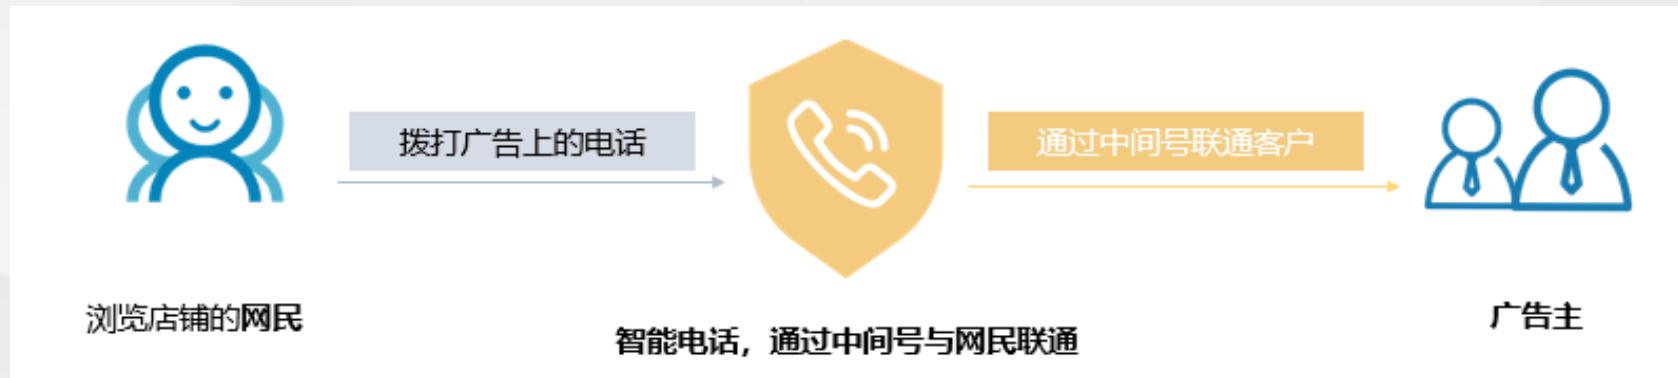 拨打广告上的电话
通过中间号联通客户
浏览店铺的网民
智能电话，通过中间号与网民联通
广告主